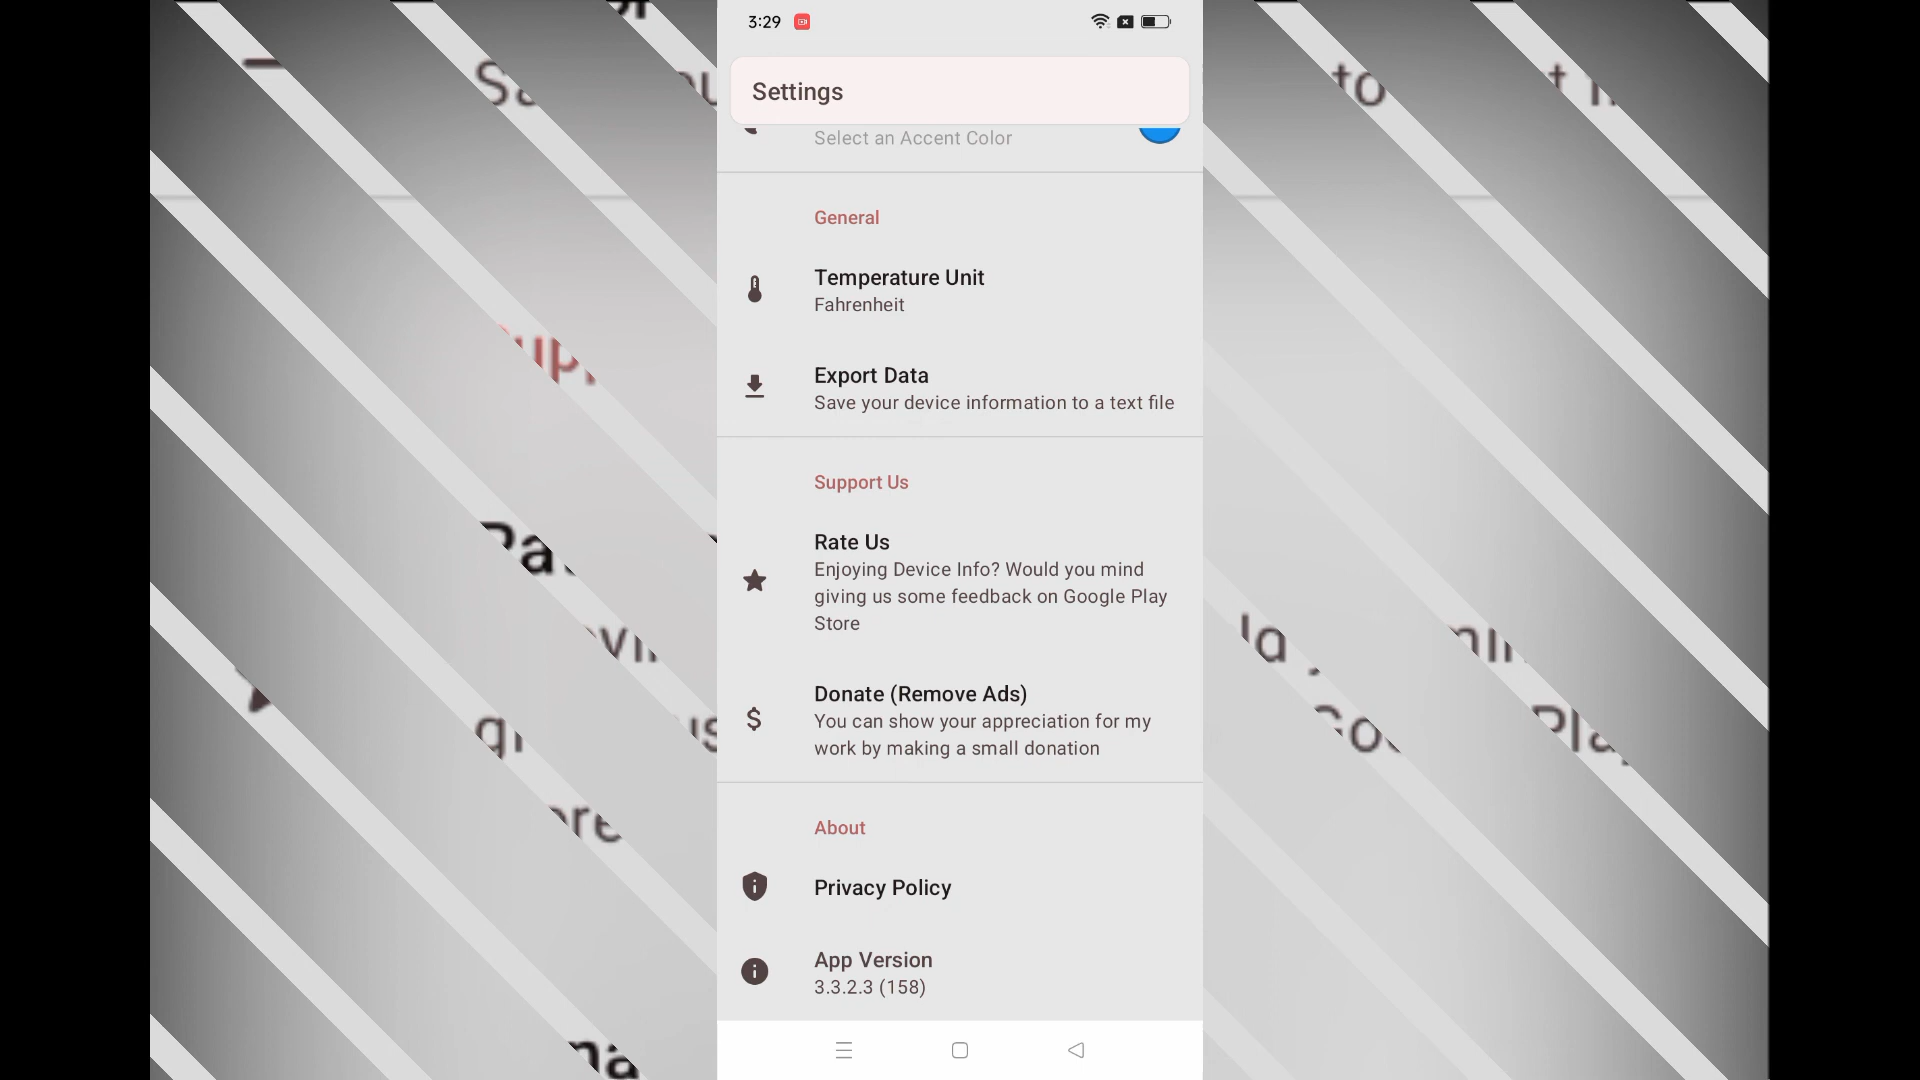 3:29
Settings
Select an Accent Color
General
Temperature Unit
Fahrenheit
Export Data
Save your device information to a text file
Support Us
Rate Us
Enjoying Device Info? Would you mind
giving us some feedback on Google Play
Store
Donate (Remove Ads)
You can show your appreciation for my
work by making a small donation
About
Privacy Policy
App Version
3.3.2.3 (158)